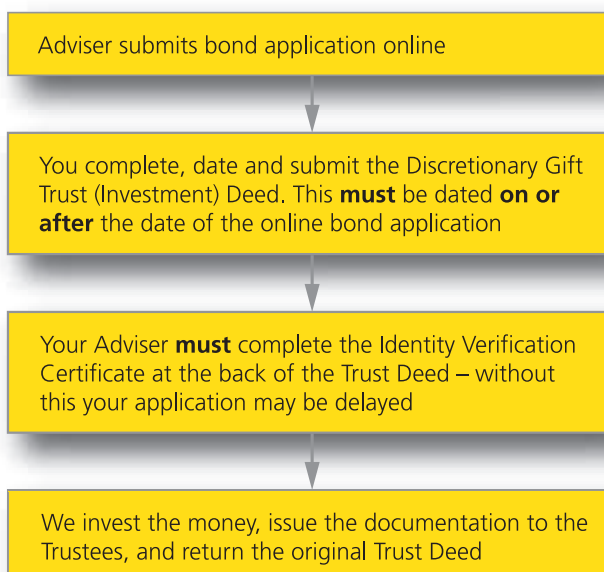 Adviser submits bond application online
You complete, date and submit the Discretionary Gift
Trust (Investment) Deed. This must be dated on or
after the date of the online bond application
Your Adviser must complete the Identity Verification
Certificate at the back of the Trust Deed – without
this your application may be delayed
We invest the money, issue the documentation to the
Trustees, and return the original Trust Deed